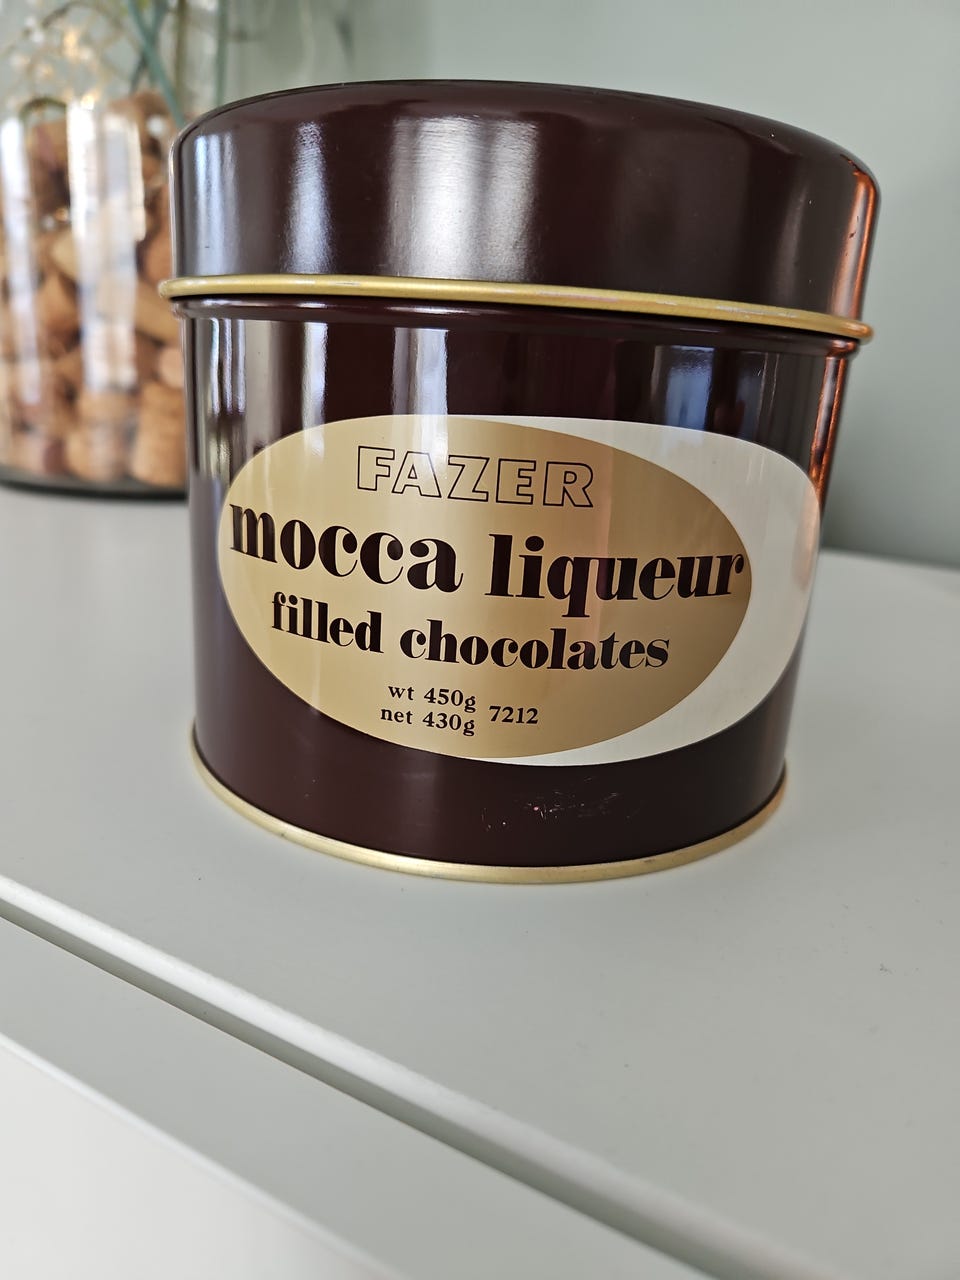 FAZER
mocca liqueur
filled chocolates
wt 450g
net 430g 7212